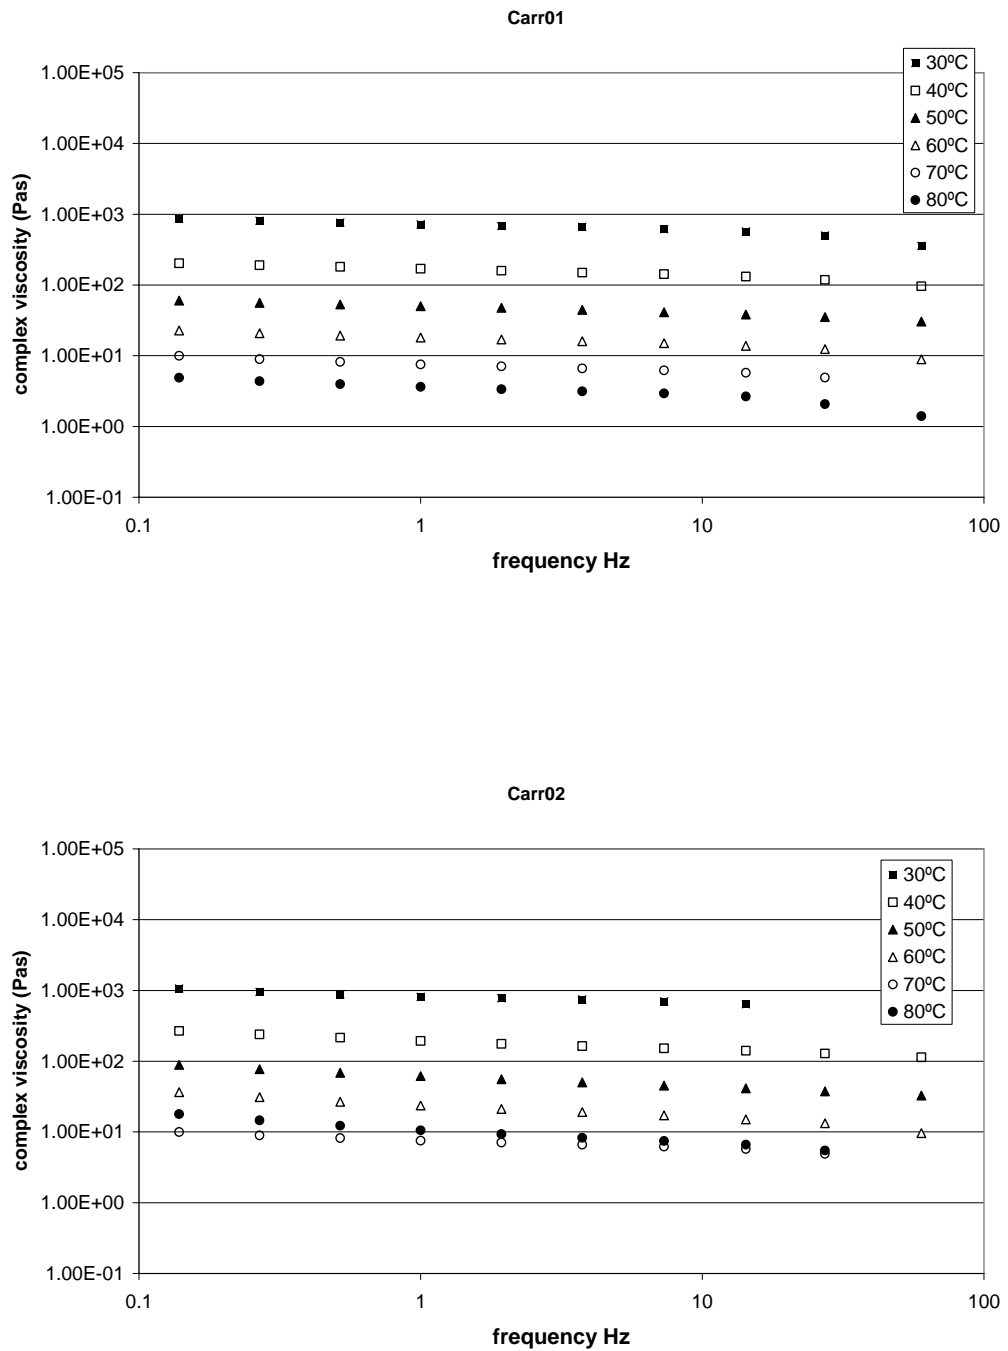 Carr01
1.00E+05
1.00E+04
1.00E+03
1.00E+02
1.00E+01
1.00E+00
1.00E-01
complex viscosity (Pas)
0.1 1 10 100
frequency Hz
30ºC
40ºC
50ºC
60ºC
70ºC
80ºC
Carr02
1.00E+05
1.00E+04
1.00E+03
1.00E+02
1.00E+01
1.00E+00
1.00E-01
complex viscosity (Pas)
0.1 1 10 100
frequency Hz
30ºC
40ºC
50ºC
60ºC
70ºC
80ºC